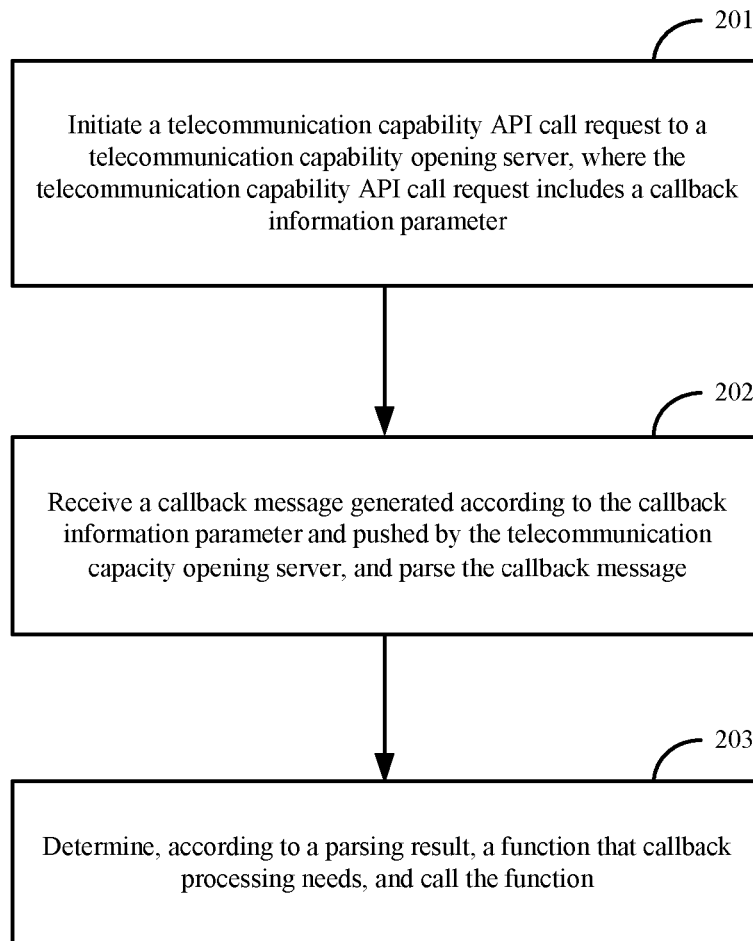 201
Initiate a telecommunication capability API call request to a
telecommunication capability opening server, where the
telecommunication capability API call request includes a callback
information parameter
202
Receive a callback message generated according to the callback
information parameter and pushed by the telecommunication
capacity opening server, and parse the callback message
203
Determine, according to a parsing result, a function that callback
processing needs, and call the function